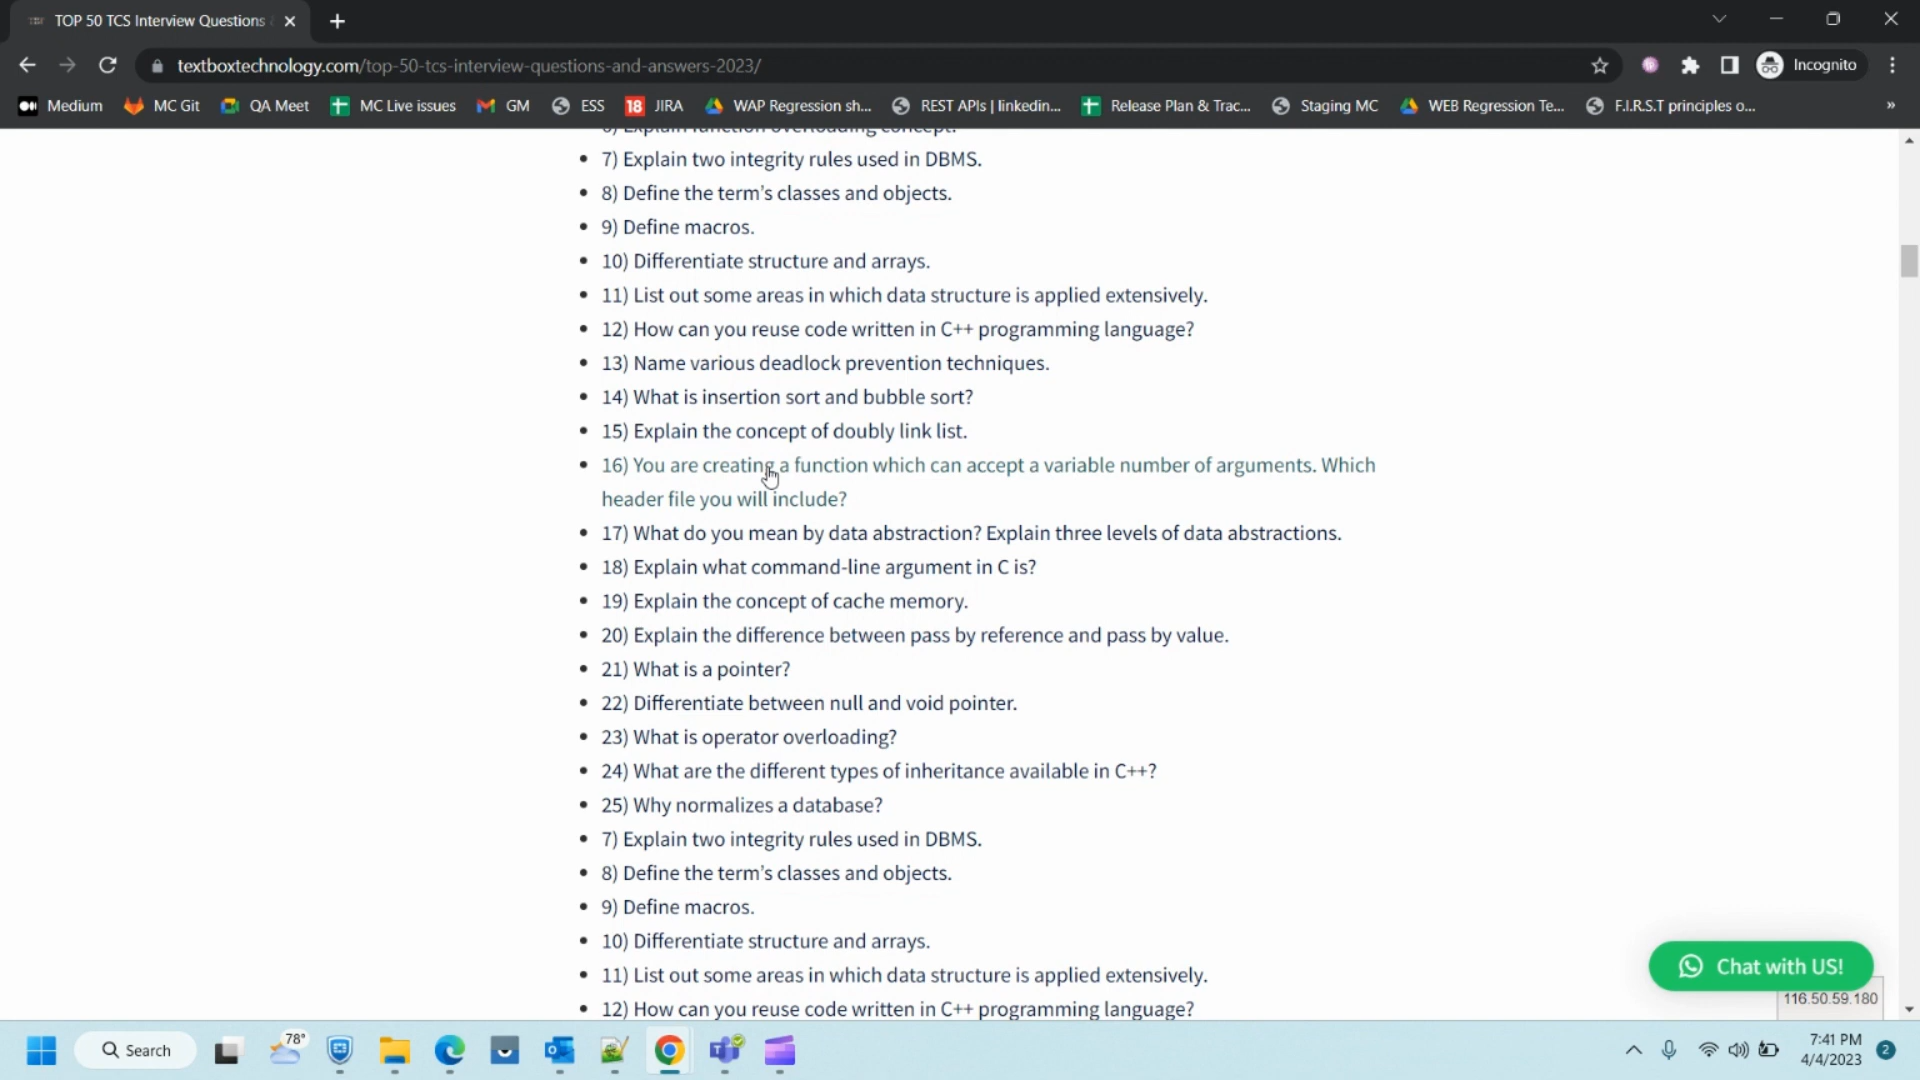 TOP 50 TCS Interview Questions
textboxtechnology.com/top-50-tcs-interview-questions-and-answers-2023/
Incognito
Medium
MC Git
QA Meet
MC Live issues
GM
ESS
18
JIRA
WAP Regression sh...
REST APIs | linkedin...
Release Plan & Trac...
Staging MC
WEB Regression Te...
F.I.R.S.T principles o...
»
6) Explain function overloading concept.
• 7) Explain two integrity rules used in DBMS.
• 8) Define the term's classes and objects.
• 9) Define macros.
• 10) Differentiate structure and arrays.
• 11) List out some areas in which data structure is applied extensively.
• 12) How can you reuse code written in C++ programming language?
• 13) Name various deadlock prevention techniques.
• 14) What is insertion sort and bubble sort?
• 15) Explain the concept of doubly link list.
• 16) You are creating a function which can accept a variable number of arguments. Which
header file you will include?
• 17) What do you mean by data abstraction? Explain three levels of data abstractions.
• 18) Explain what command-line argument in C is?
• 19) Explain the concept of cache memory.
• 20) Explain the difference between pass by reference and pass by value.
• 21) What is a pointer?
• 22) Differentiate between null and void pointer.
• 23) What is operator overloading?
• 24) What are the different types of inheritance available in C++?
• 25) Why normalizes a database?
• 7) Explain two integrity rules used in DBMS.
• 8) Define the term's classes and objects.
• 9) Define macros.
• 10) Differentiate structure and arrays.
• 11) List out some areas in which data structure is applied extensively.
• 12) How can you reuse code written in C++ programming language?
Chat with US!
116.50.59.180
Search
78°
7:41 PM
4/4/2023
2